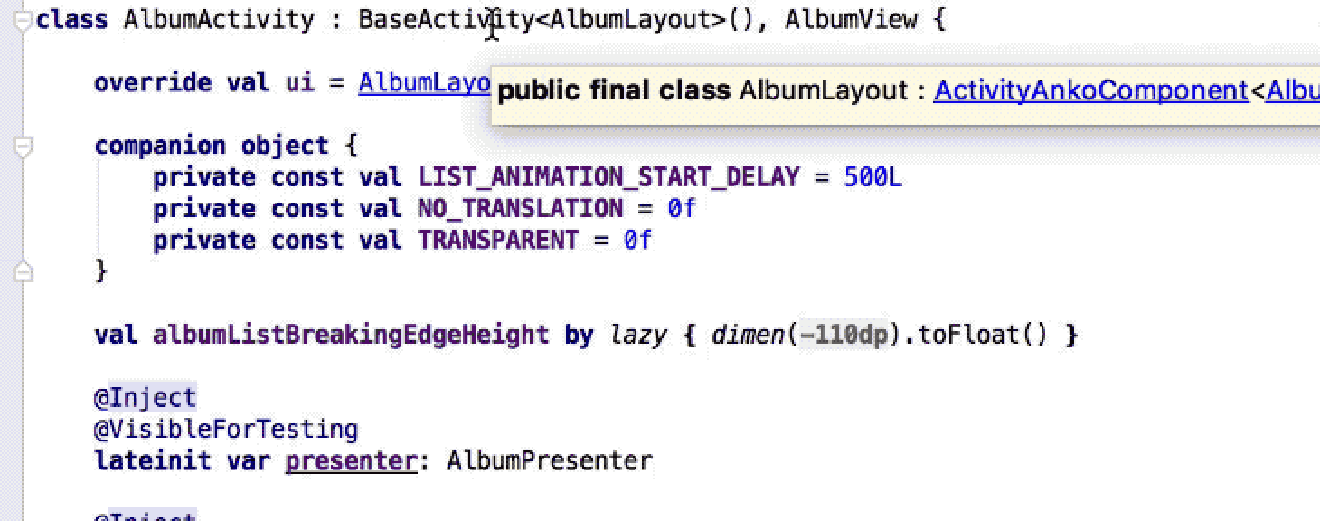 class AlbumActivity : BaseActivity<AlbumLayout>(), AlbumView {
override val ui = AlbumLayo
public final class AlbumLayout : ActivityAnkoComponent<Albu
companion object {
private const val LIST_ANIMATION_START_DELAY = 500L
private const val NO_TRANSLATION = 0f
private const val TRANSPARENT = 0f
}
val albumListBreakingEdgeHeight by lazy { dimen(-110dp).toFloat() }
@Inject
@VisibleForTesting
lateinit var presenter: AlbumPresenter
@Inject